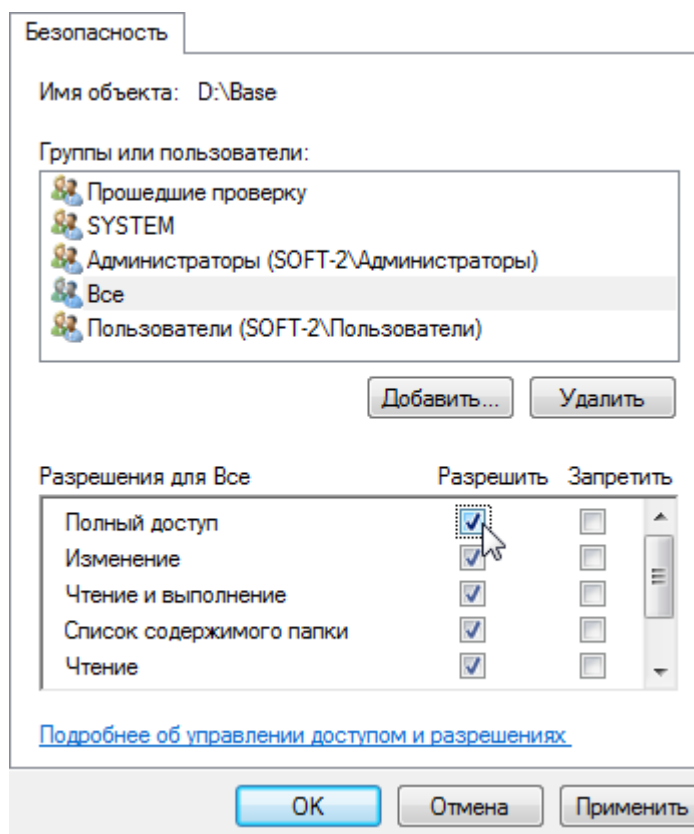 Безопасность
Имя объекта: D:\Base
Группы или пользователи:
Прошедшие проверку
SYSTEM
Администраторы (SOFT-2\Администраторы)
Все
Пользователи (SOFT-2\Пользователи)
Добавить... Удалить
Разрешения для Все Разрешить Запретить
Полный доступ
Изменение
Чтение и выполнение
Список содержимого папки
Чтение
Подробнее об управлении доступом и разрешениях
ОК Отмена Применить